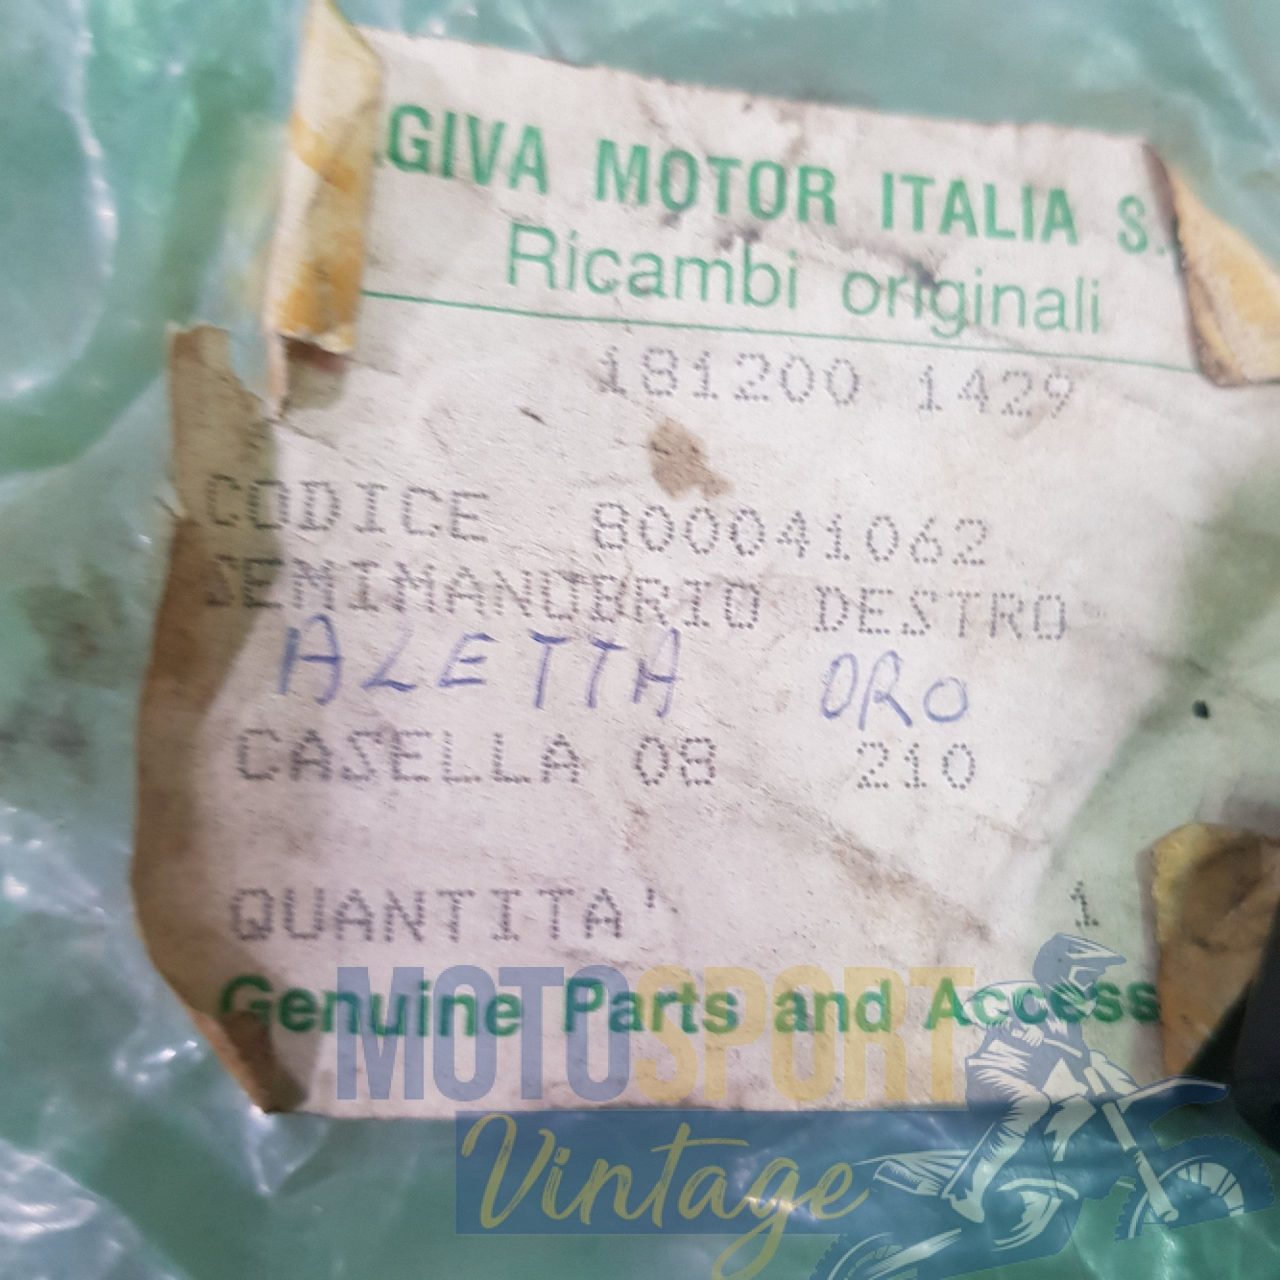 AGIVA MOTOR ITALIA S.
Ricambi originali
181200 1429
CODICE 800041062
SEMIMANOBRIO DESTRO
ALETTA ORO
CASELLA 08 210
QUANTITA' 1
Genuine Parts and Access
MOTOSPORT
Vintage